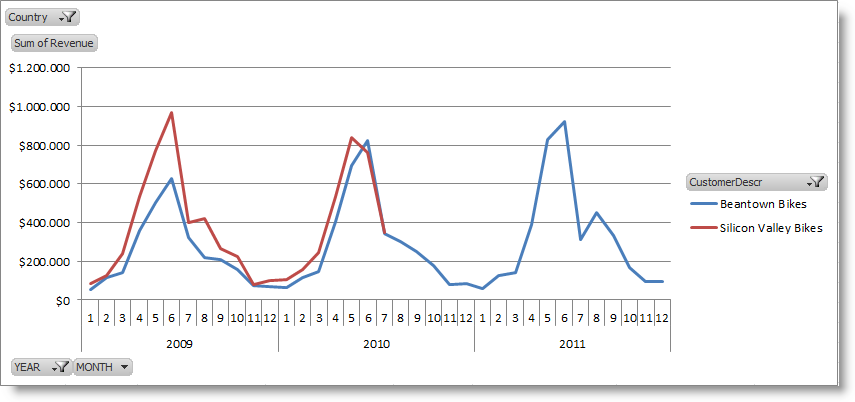 Country
Sum of Revenue
$1.200.000
$1.000.000
$800.000
$600.000
$400.000
$200.000
$0
CustomerDescr
Beantown Bikes
Silicon Valley Bikes
1 2 3 4 5 6 7 8 9 10 11 12 1 2 3 4 5 6 7 8 9 10 11 12 1 2 3 4 5 6 7 8 9 10 11 12
2009 2010 2011
YEAR MONTH